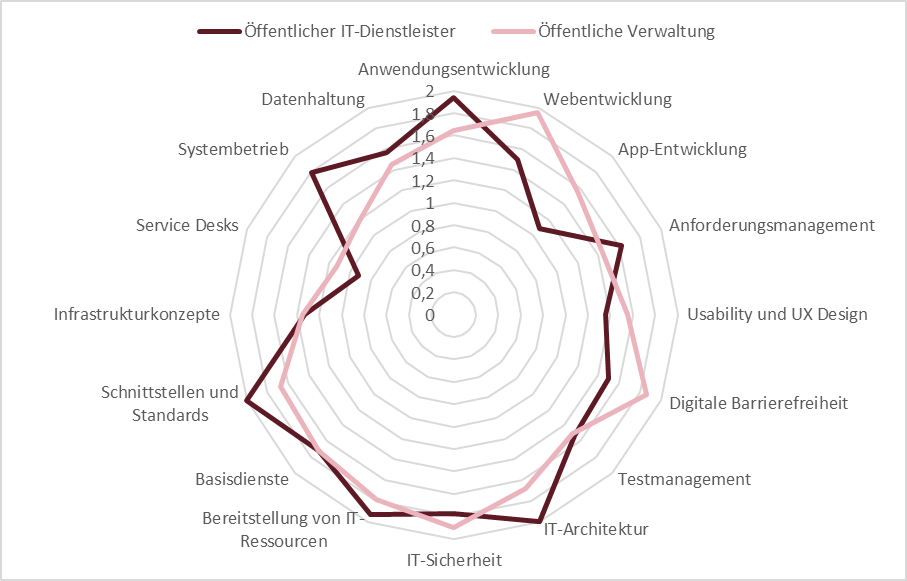 Öffentlicher IT-Dienstleister
Öffentliche Verwaltung
Anwendungsentwicklung
Webentwicklung
App-Entwicklung
Anforderungsmanagement
Usability und UX Design
Digitale Barrierefreiheit
Testmanagement
IT-Architektur
IT-Sicherheit
Bereitstellung von IT-
Ressourcen
Basisdienste
Schnittstellen und
Standards
Infrastrukturkonzepte
Service Desks
Systembetrieb
Datenhaltung
2
1,8
1,6
1,4
1,2
1
0,8
0,6
0,4
0,2
0